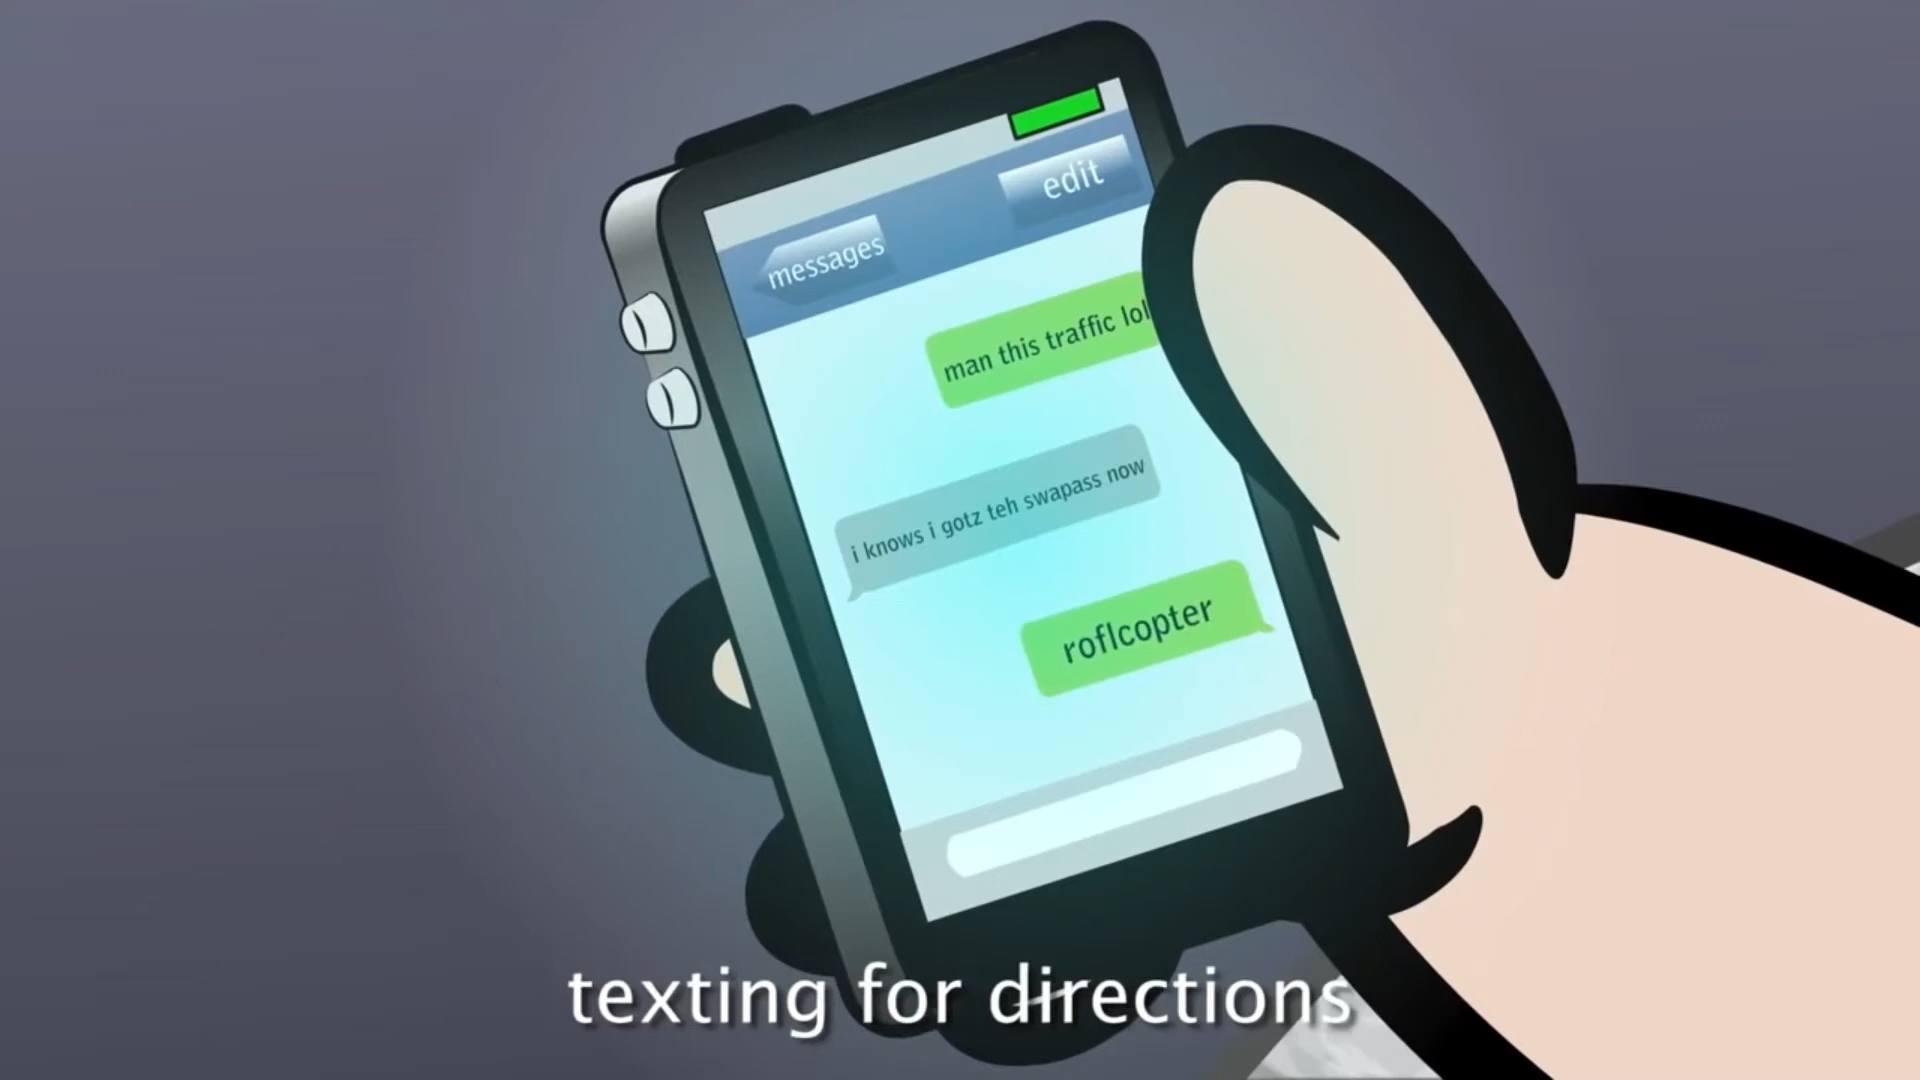 edit
messages
man this traffic lol
i knows i gotz teh swapass now
roflcopter
texting for directions